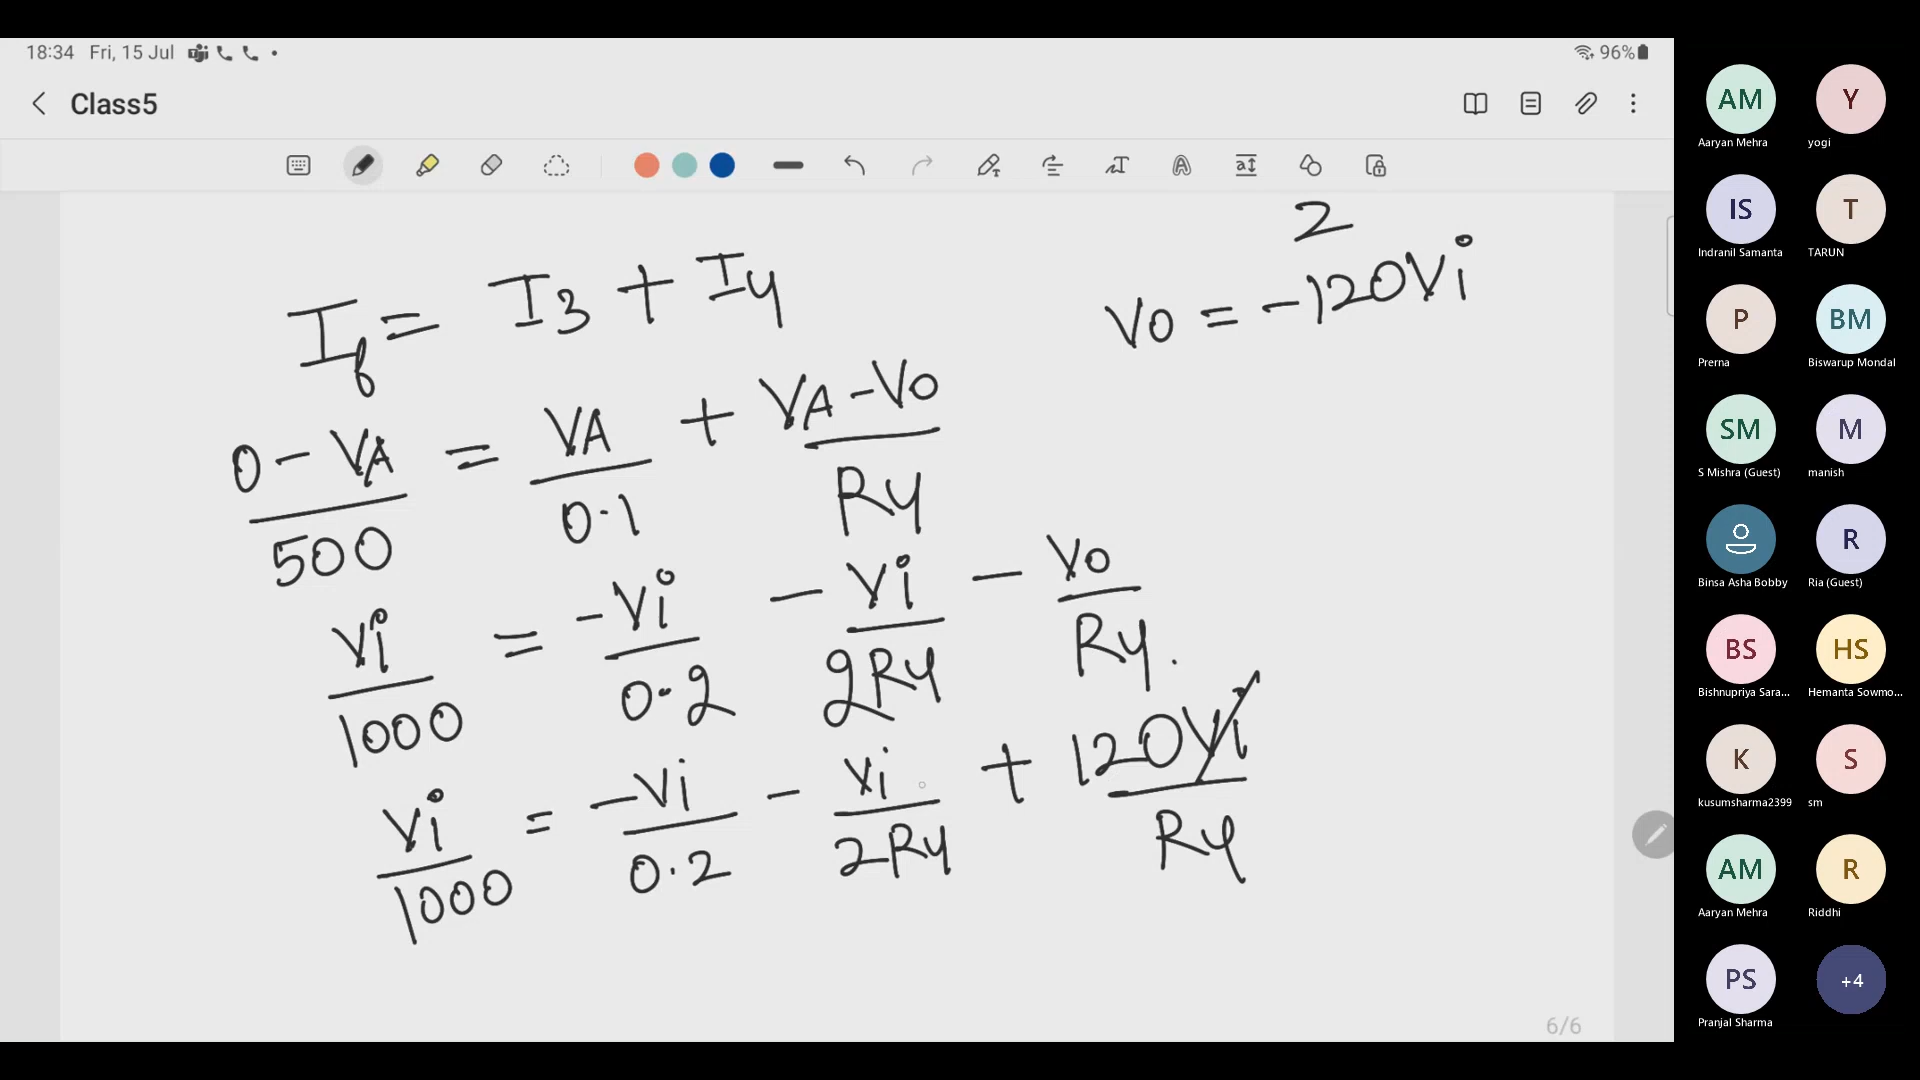 18:34 Fri, 15 Jul
96%
Class5
2
I_f = I_3 + I_4
Vo = -120Vi
0 - VA / 500 = VA / 0.1 + VA - Vo / R4
Vi / 1000 = -Vi / 0.2 - Vi / 2R4 - Vo / R4.
Vi / 1000 = -Vi / 0.2 - Vi / 2R4 + 120Vi / R4
6/6
AM Y
Aaryan Mehra yogi
IS T
Indranil Samanta TARUN
P BM
Prerna Biswarup Mondal
SM M
S Mishra (Guest) manish
R
Binsa Asha Bobby Ria (Guest)
BS HS
Bishnupriya Sara... Hemanta Sowmo...
K S
kusumsharma2399 sm
AM R
Aaryan Mehra Riddhi
PS +4
Pranjal Sharma